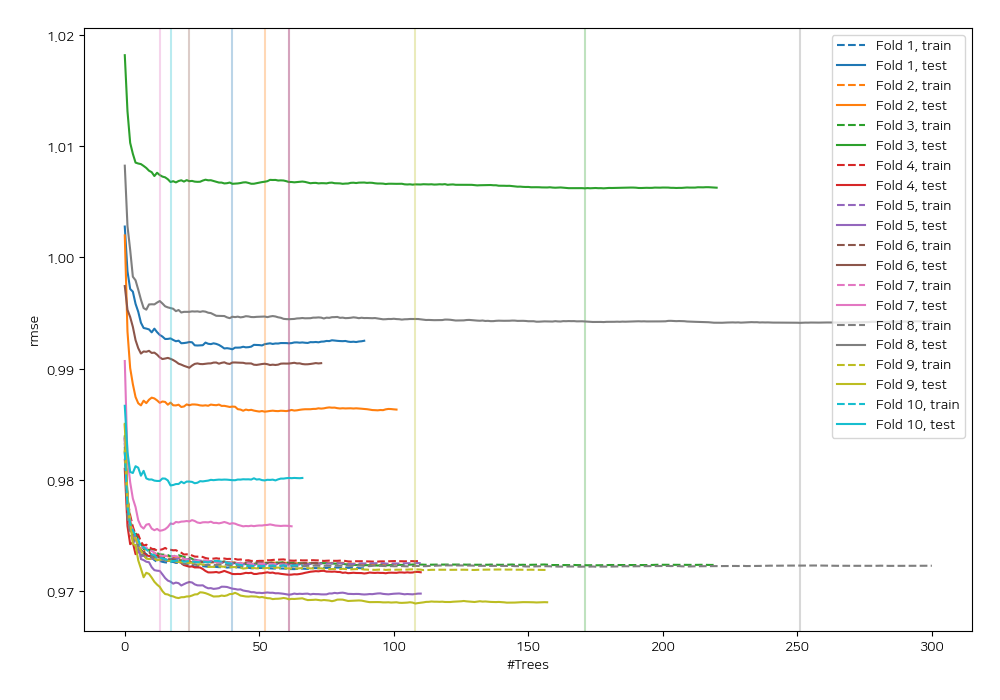 1,02
1,01
1,00
0,99
0,98
0,97
rmse
0
50
100
150
200
250
300
#Trees
Fold 1, train
Fold 1, test
Fold 2, train
Fold 2, test
Fold 3, train
Fold 3, test
Fold 4, train
Fold 4, test
Fold 5, train
Fold 5, test
Fold 6, train
Fold 6, test
Fold 7, train
Fold 7, test
Fold 8, train
Fold 8, test
Fold 9, train
Fold 9, test
Fold 10, train
Fold 10, test